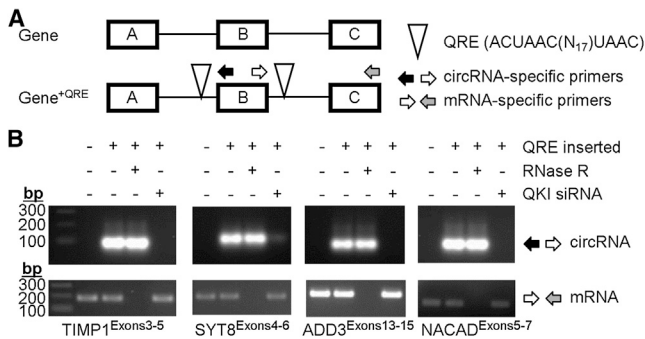 A
Gene
A B C
QRE (ACUAAC(N17)UAAC)
Gene+QRE
A B C
circRNA-specific primers
mRNA-specific primers
B
- + + + - + + + - + + + - + + + QRE inserted
- - + - - - + - - - + - - - + - RNase R
bp - - - + - - - + - - - + - - - + QKI siRNA
300
200
100
circRNA
bp
300
200
100
mRNA
TIMP1Exons3-5 SYT8Exons4-6 ADD3Exons13-15 NACADExons5-7